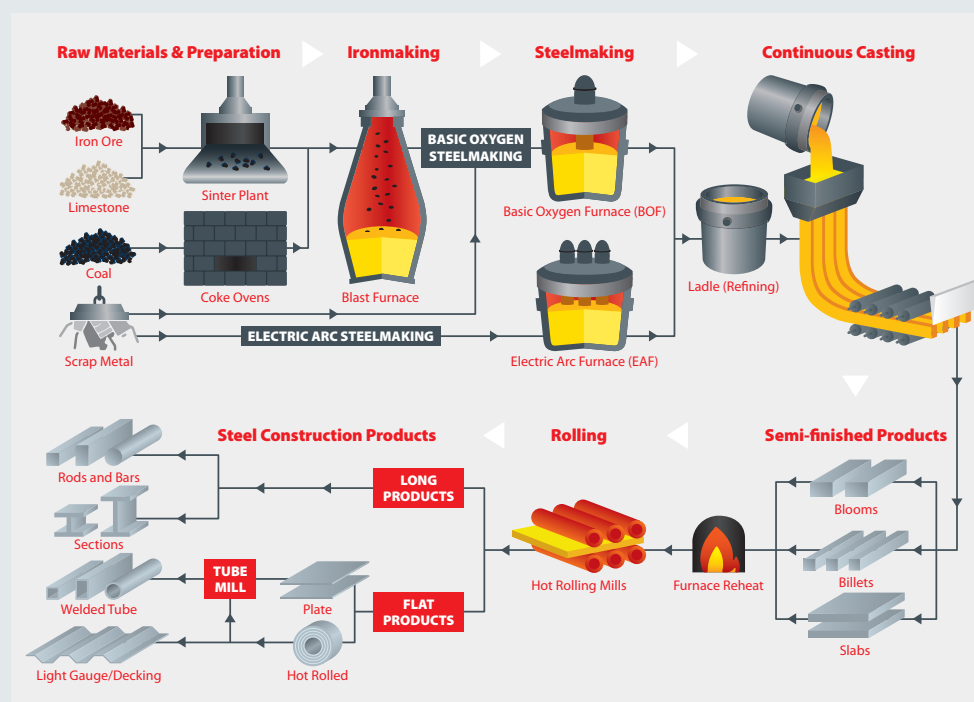 Raw Materials & Preparation
Ironmaking
Steelmaking
Continuous Casting
Iron Ore
Limestone
Coal
Scrap Metal
Sinter Plant
Coke Ovens
Blast Furnace
BASIC OXYGEN
STEELMAKING
ELECTRIC ARC STEELMAKING
Basic Oxygen Furnace (BOF)
Electric Arc Furnace (EAF)
Ladle (Refining)
Steel Construction Products
Rolling
Semi-finished Products
Rods and Bars
Sections
Welded Tube
Light Gauge/Decking
LONG
PRODUCTS
TUBE
MILL
Plate
FLAT
PRODUCTS
Hot Rolled
Hot Rolling Mills
Furnace Reheat
Blooms
Billets
Slabs